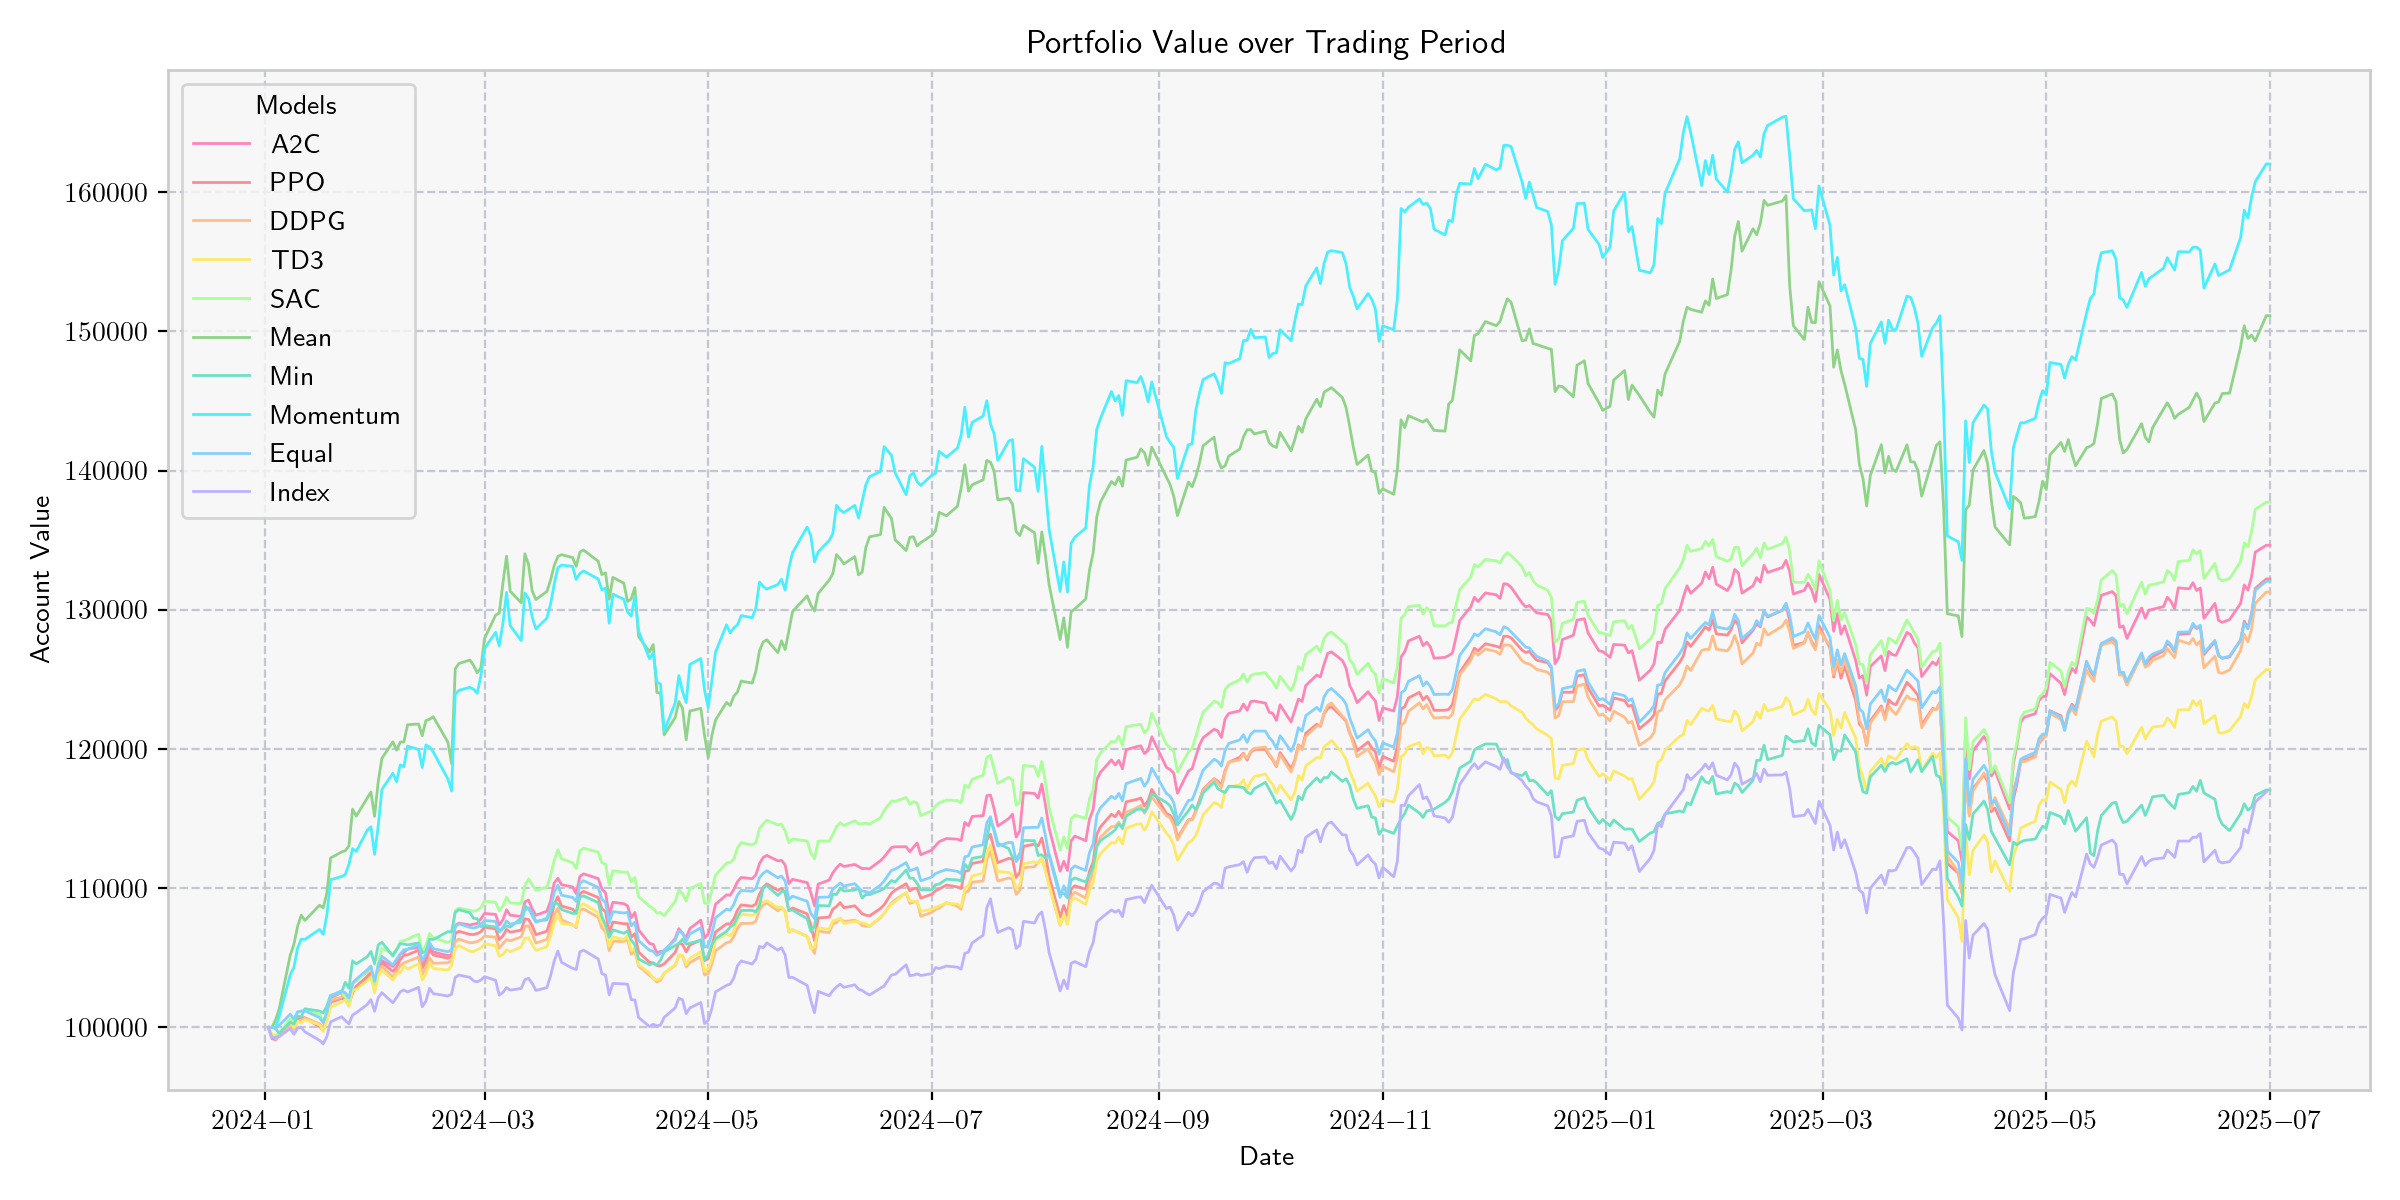 Portfolio Value over Trading Period
Models
A2C
PPO
DDPG
TD3
SAC
Mean
Min
Momentum
Equal
Index
Account Value
160000
150000
140000
130000
120000
110000
100000
2024−01
2024−03
2024−05
2024−07
2024−09
2024−11
2025−01
2025−03
2025−05
2025−07
Date